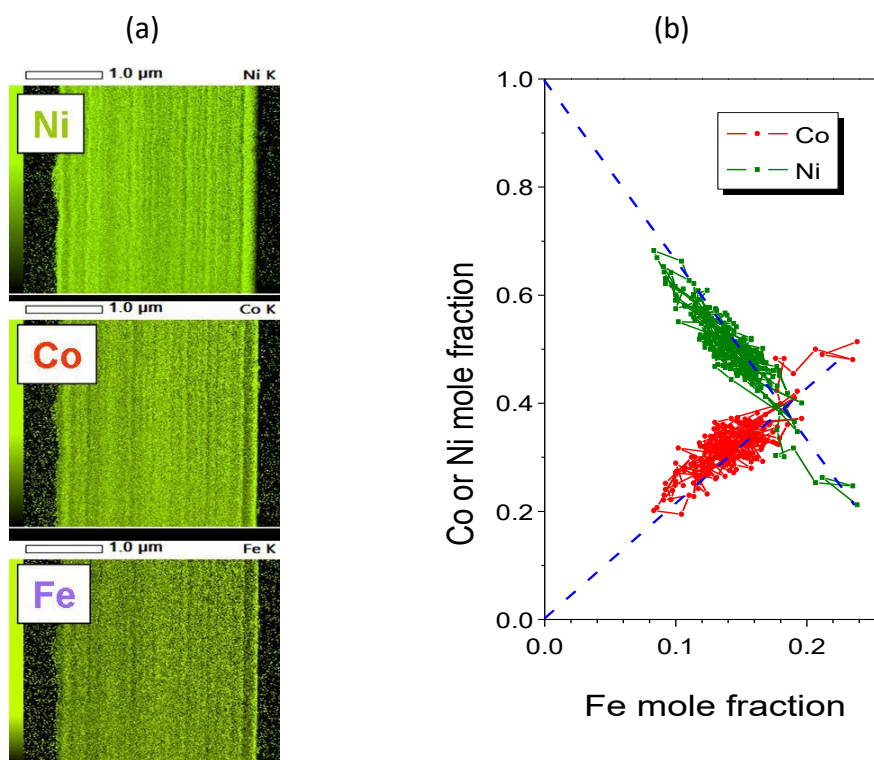 (a)
1.0 μm Ni K
Ni
1.0 μm Co K
Co
1.0 μm Fe K
Fe
(b)
1.0
0.8
0.6
0.4
0.2
0.0
Co or Ni mole fraction
Co
Ni
0.0 0.1 0.2
Fe mole fraction